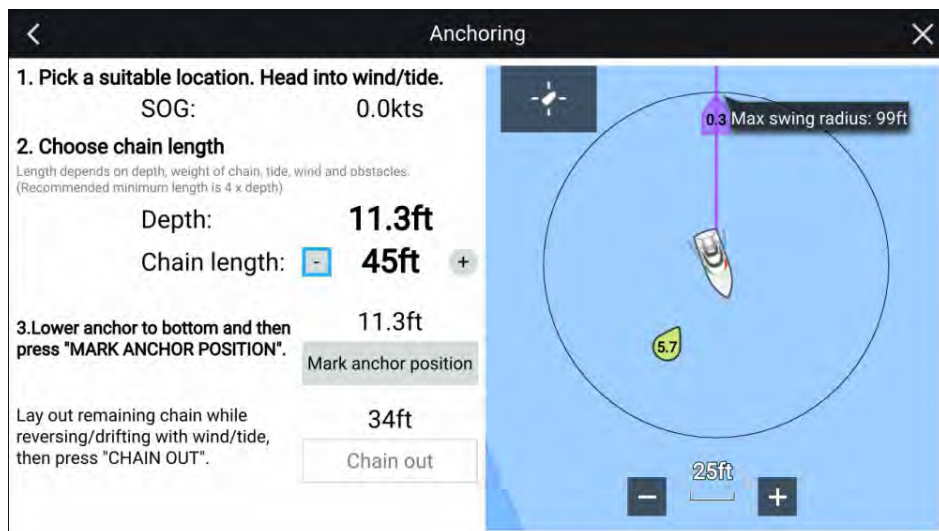 Anchoring
1. Pick a suitable location. Head into wind/tide.
SOG: 0.0kts
2. Choose chain length
Length depends on depth, weight of chain, tide, wind and obstacles.
(Recommended minimum length is 4 x depth)
Depth: 11.3ft
Chain length: - 45ft +
3.Lower anchor to bottom and then
press "MARK ANCHOR POSITION".
11.3ft
Mark anchor position
Lay out remaining chain while
reversing/drifting with wind/tide,
then press "CHAIN OUT".
34ft
Chain out
0.3
Max swing radius: 99ft
5.7
25ft
- +